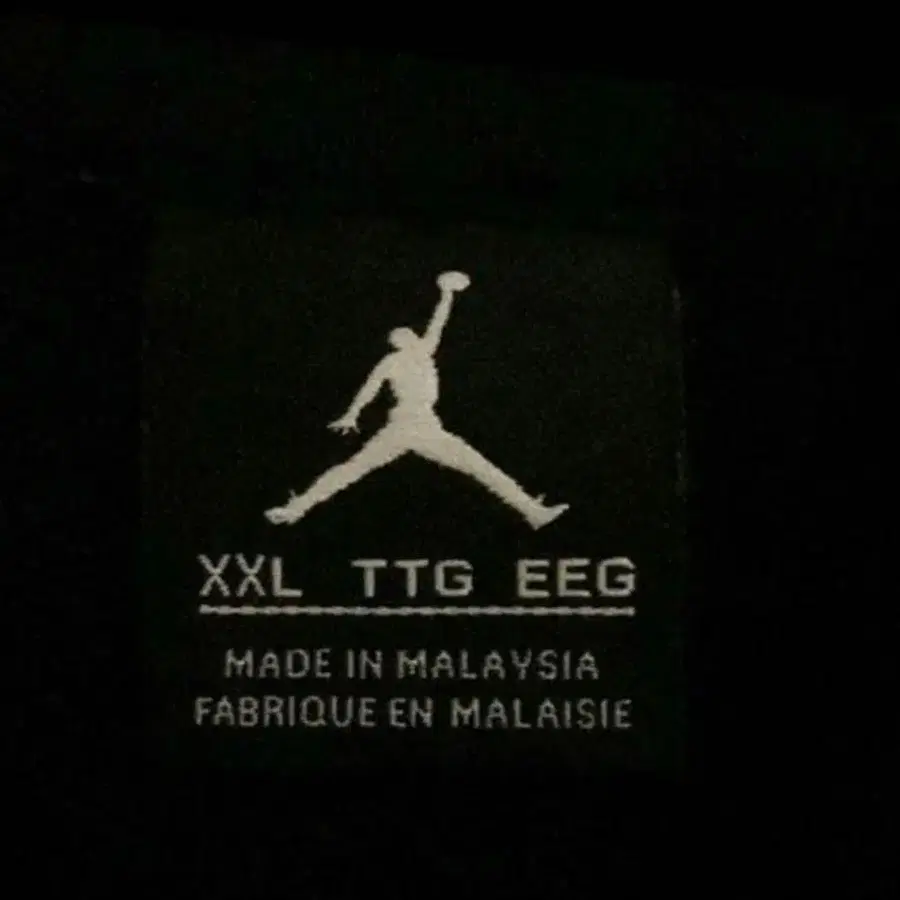 XXL TTG EEG
MADE IN MALAYSIA
FABRIQUE EN MALAISIE